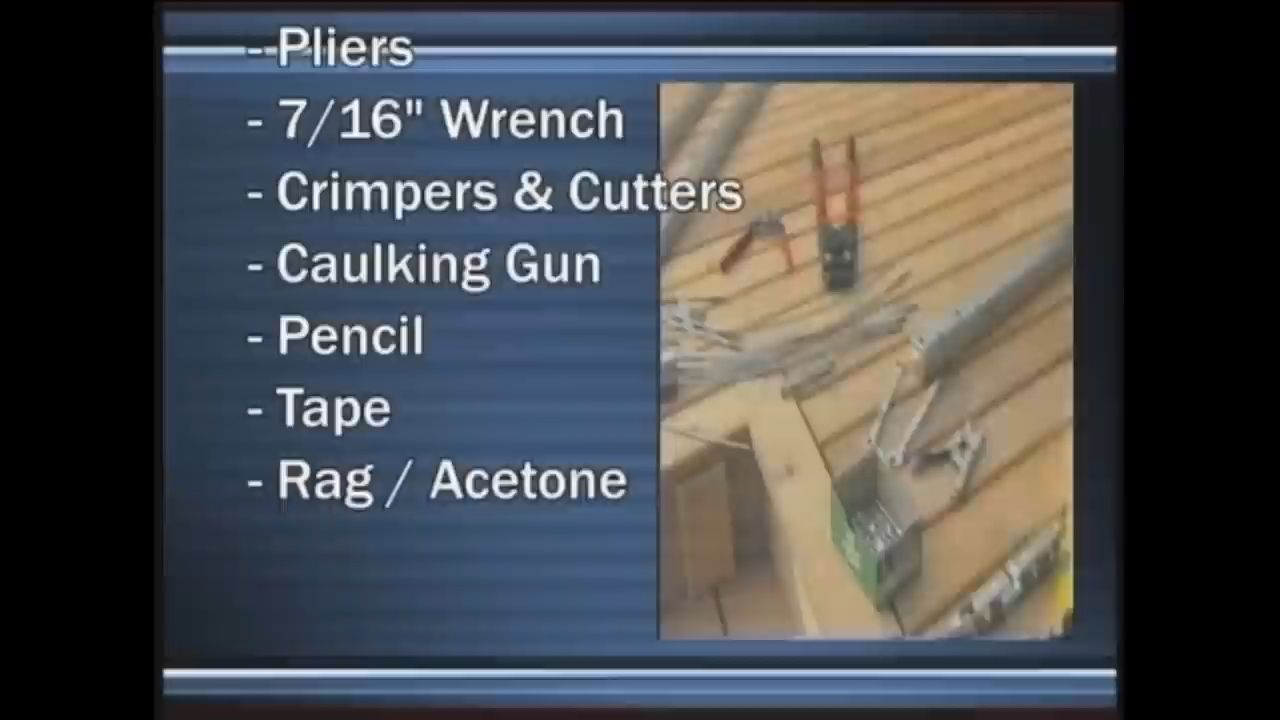 - Pliers
- 7/16" Wrench
- Crimpers & Cutters
- Caulking Gun
- Pencil
- Tape
- Rag / Acetone